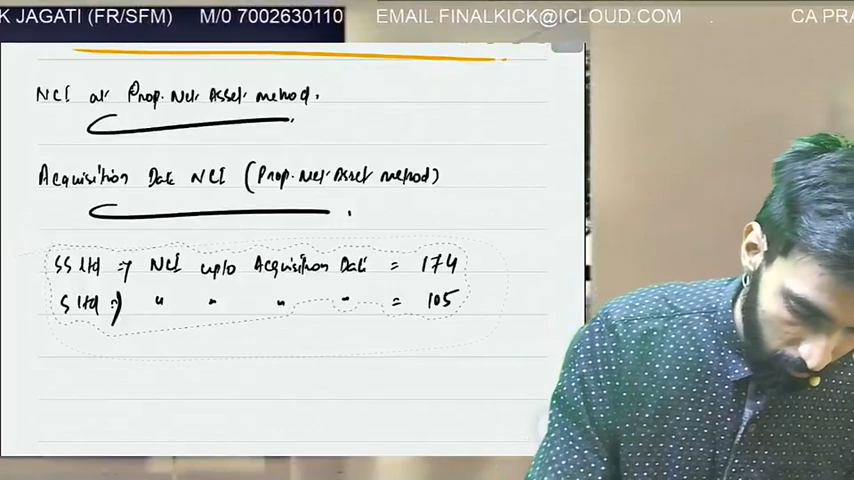 K JAGATI (FR/SFM) M/0 7002630110 EMAIL FINALKICK@ICLOUD.COM . CA PRA
NCI at Prop. Net Asset method.
Acquisition Date NCI (Prop. Net Asset method)
SS Ltd => NCI upto Acquisition Date = 174
S Ltd => " " " " = 105